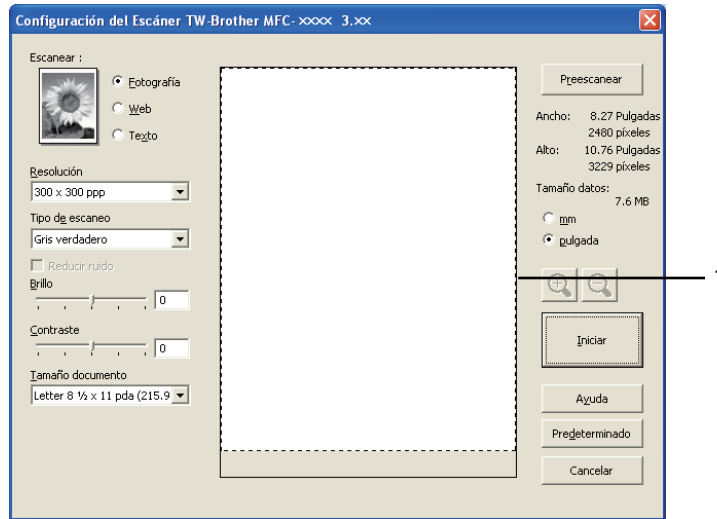 Configuración del Escáner TW-Brother MFC- xxxx 3.xx
Escanear :
Fotografía
Web
Texto
Resolución
300 x 300 ppp
Tipo de escaneo
Gris verdadero
Reducir ruido
Brillo
0
Contraste
0
Tamaño documento
Letter 8 ½ x 11 pda (215.9
Preescanear
Ancho: 8.27 Pulgadas
2480 píxeles
Alto: 10.76 Pulgadas
3229 píxeles
Tamaño datos:
7.6 MB
mm
pulgada
Iniciar
Ayuda
Predeterminado
Cancelar